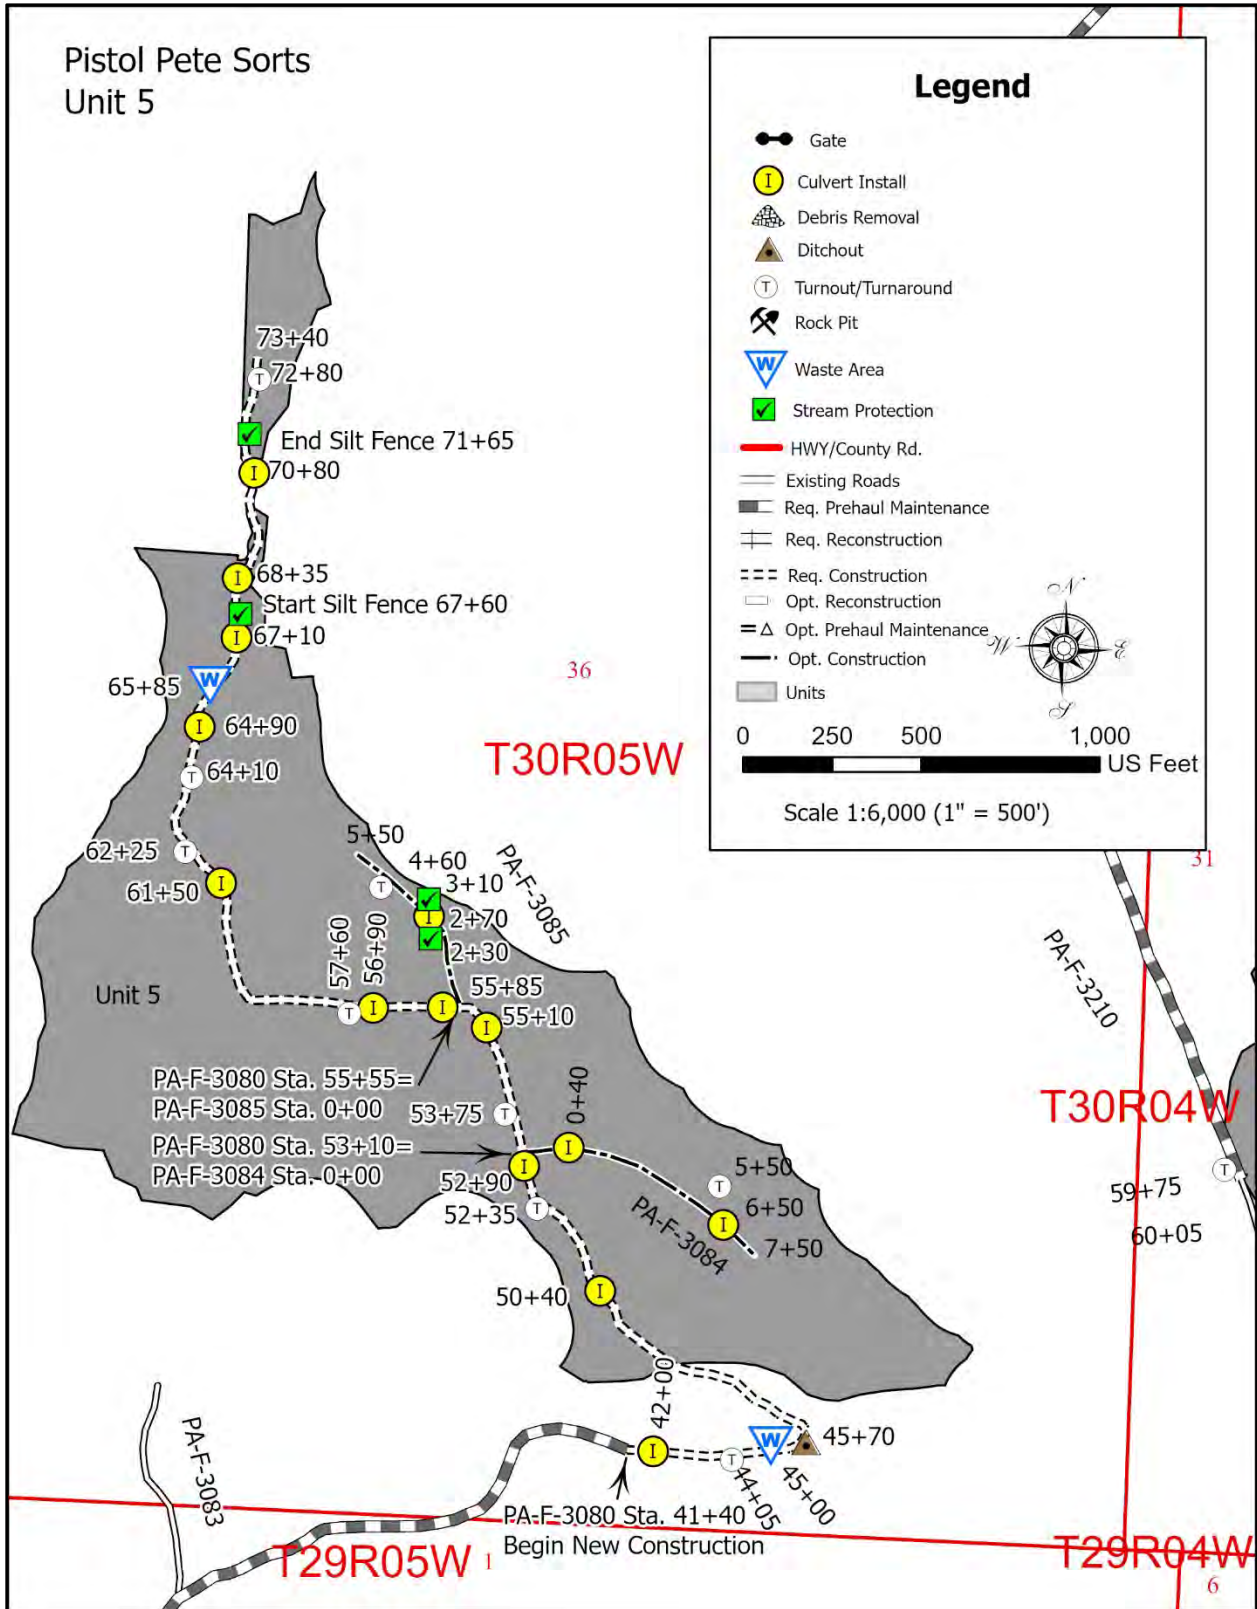 Pistol Pete Sorts
Unit 5
Legend
Gate
I
Culvert Install
Debris Removal
Ditchout
T
Turnout/Turnaround
Rock Pit
W
Waste Area
Stream Protection
HWY/County Rd.
Existing Roads
Req. Prehaul Maintenance
Req. Reconstruction
Req. Construction
Opt. Reconstruction
Opt. Prehaul Maintenance
Opt. Construction
Units
N
W
E
S
0 250 500 1,000
US Feet
Scale 1:6,000 (1" = 500')
73+40
T
72+80
End Silt Fence 71+65
I
70+80
I
68+35
Start Silt Fence 67+60
I
67+10
W
65+85
I
64+90
T
64+10
T
62+25
I
61+50
36
T30R05W
31
5+50
4+60
T
3+10
I
2+70
2+30
PA-F-3085
PA-F-3210
Unit 5
57+60
T
56+90
I
I
55+85
I
55+10
PA-F-3080 Sta. 55+55=
PA-F-3085 Sta. 0+00
T
53+75
PA-F-3080 Sta. 53+10=
PA-F-3084 Sta. 0+00
0+40
I
I
52+90
T
52+35
T
5+50
I
6+50
7+50
PA-F-3084
T30R04W
T
59+75
60+05
I
50+40
42+00
I
T
44+05
W
45+00
45+70
PA-F-3083
PA-F-3080 Sta. 41+40
Begin New Construction
T29R05W
1
T29R04W
6